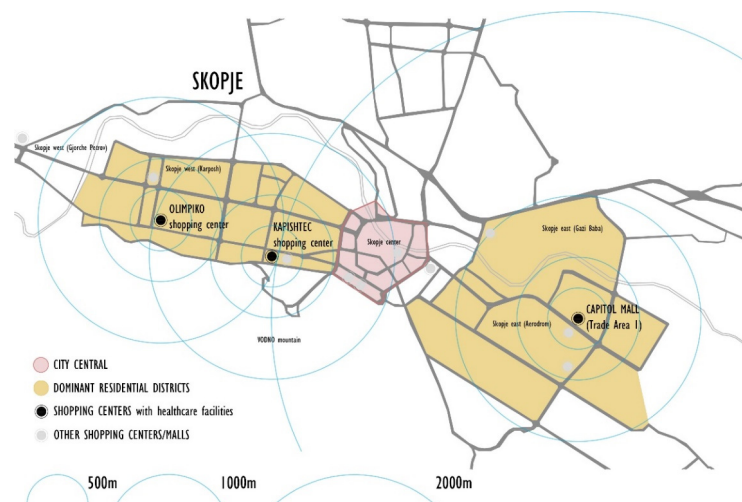 SKOPJE
Skopje west (Gjorche Petrov)
Skopje west (Karposh)
OLIMPIKO
shopping center
KAPISHTEC
shopping center
Skopje center
Skopje east (Gazi Baba)
CAPITOL MALL
(Trade Area 1)
Skopje east (Aerodrom)
VODNO mountain
CITY CENTRAL
DOMINANT RESIDENTIAL DISTRICTS
SHOPPING CENTERS with healthcare facilities
OTHER SHOPPING CENTERS/MALLS
500m
1000m
2000m